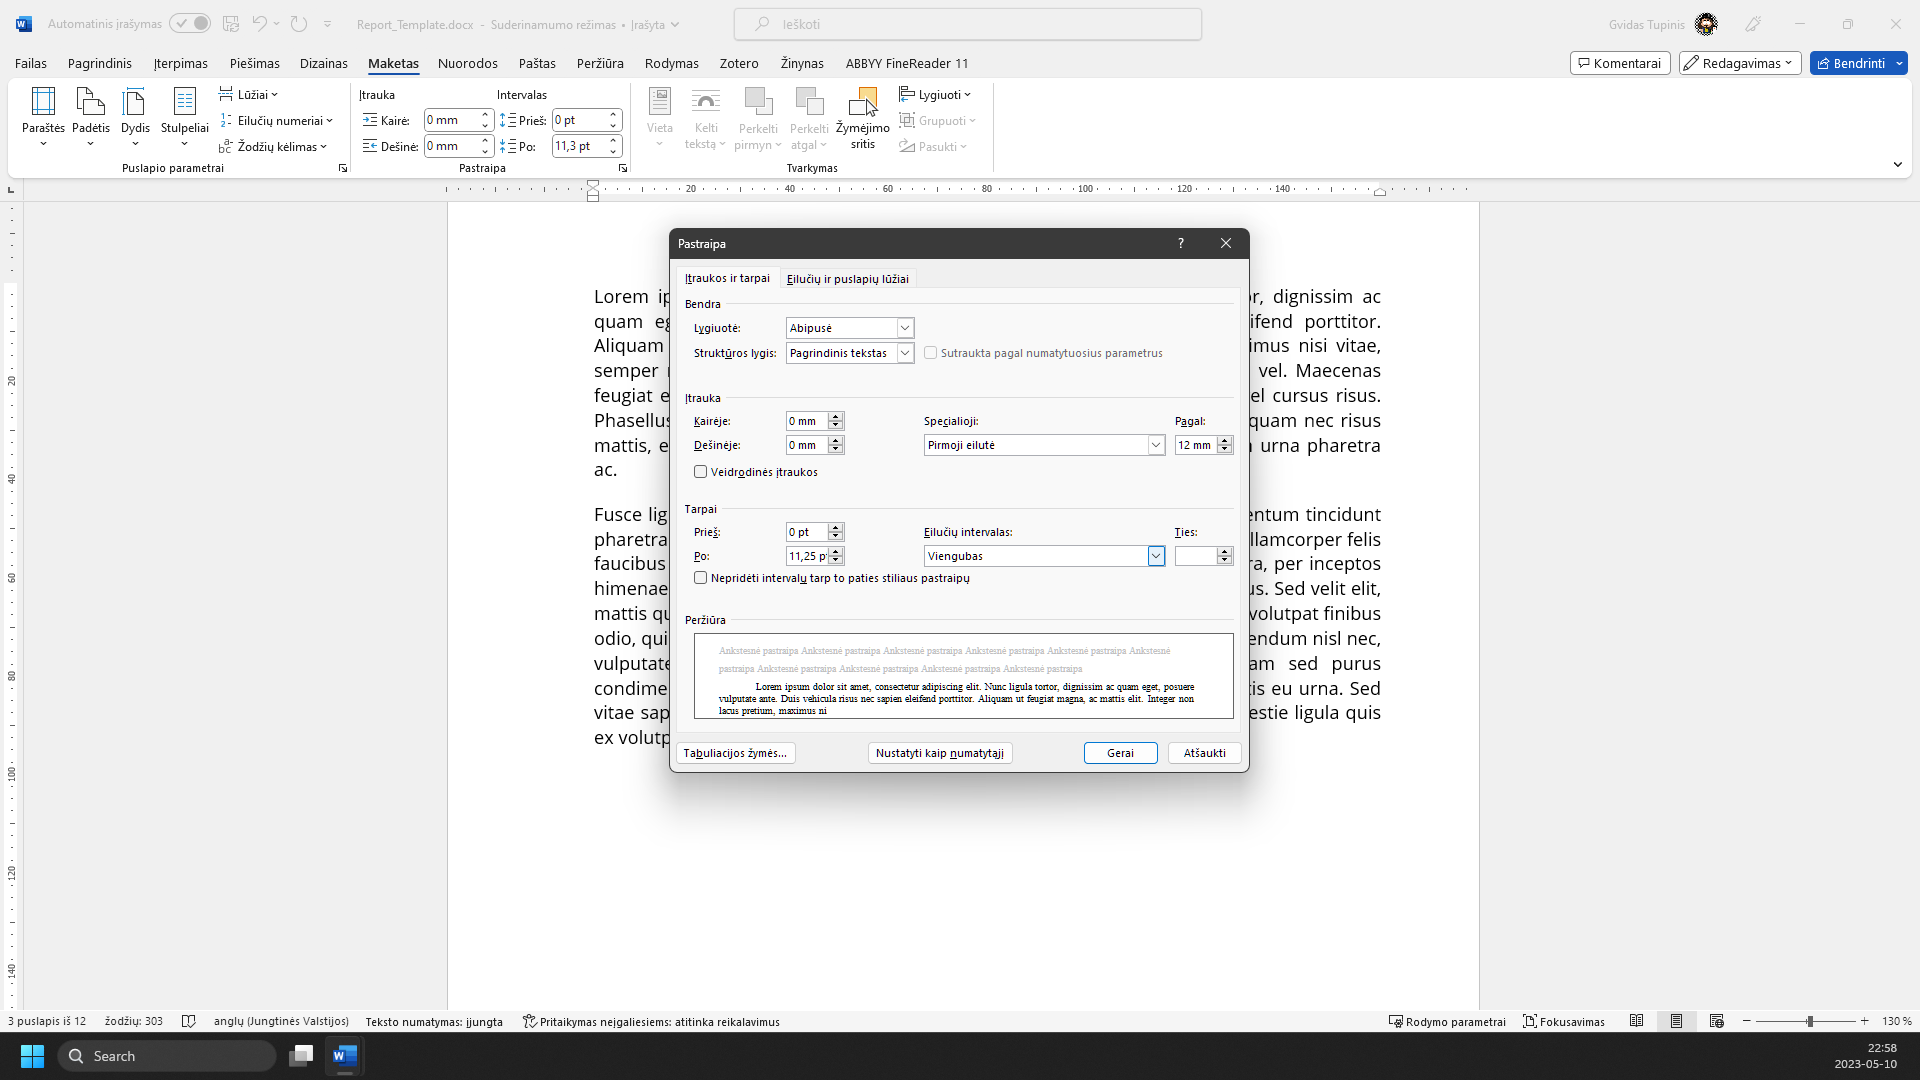 Automatinis įrašymas
Report_Template.docx - Suderinamumo režimas • Įrašyta
Ieškoti
Gvidas Tupinis
Failas Pagrindinis Įterpimas Piešimas Dizainas Maketas Nuorodos Paštas Peržiūra Rodymas Zotero Žinynas ABBYY FineReader 11
Komentarai Redagavimas Bendrinti
Paraštės Padėtis Dydis Stulpeliai
Lūžiai
Eilučių numeriai
Žodžių kėlimas
Puslapio parametrai
Įtrauka Intervalas
Kairė: 0 mm Prieš: 0 pt
Dešinė: 0 mm Po: 11,3 pt
Pastraipa
Vieta
Kelti tekstą
Perkelti pirmyn
Perkelti atgal
Žymėjimo sritis
Lygiuoti
Grupuoti
Pasukti
Tvarkymas
20 40 60 80 100 120 140
20
40
60
80
100
120
140
Pastraipa ?
Įtraukos ir tarpai Eilučių ir puslapių lūžiai
Bendra
Lygiuotė: Abipusė
Struktūros lygis: Pagrindinis tekstas Sutraukta pagal numatytuosius parametrus
Įtrauka
Kairėje: 0 mm Specialioji: Pagal:
Dešinėje: 0 mm Pirmoji eilutė 12 mm
Veidrodinės įtraukos
Tarpai
Prieš: 0 pt Eilučių intervalas: Ties:
Po: 11,25 p Viengubas
Nepridėti intervalų tarp to paties stiliaus pastraipų
Peržiūra
Ankstesnė pastraipa Ankstesnė pastraipa Ankstesnė pastraipa Ankstesnė pastraipa Ankstesnė pastraipa Ankstesnė
pastraipa Ankstesnė pastraipa Ankstesnė pastraipa Ankstesnė pastraipa Ankstesnė pastraipa
Lorem ipsum dolor sit amet, consectetur adipiscing elit. Nunc ligula tortor, dignissim ac quam eget, posuere
vulputate ante. Duis vehicula risus nec sapien eleifend porttitor. Aliquam ut feugiat magna, ac mattis elit. Integer non
lacus pretium, maximus ni
Tabuliacijos žymės... Nustatyti kaip numatytąjį Gerai Atšaukti
Lorem ip r, dignissim ac
quam eg ifend porttitor.
Aliquam imus nisi vitae,
semper vel. Maecenas
feugiat e el cursus risus.
Phasellus quam nec risus
mattis, e urna pharetra
ac.
Fusce lig entum tincidunt
pharetra llamcorper felis
faucibus ra, per inceptos
himenae us. Sed velit elit,
mattis qu volutpat finibus
odio, qui endum nisl nec,
vulputate am sed purus
condime tis eu urna. Sed
vitae sap estie ligula quis
ex volutp
3 puslapis iš 12 žodžių: 303 anglų (Jungtinės Valstijos) Teksto numatymas: įjungta Pritaikymas neįgaliesiems: atitinka reikalavimus Rodymo parametrai Fokusavimas 130 %
Search
22:58
2023-05-10